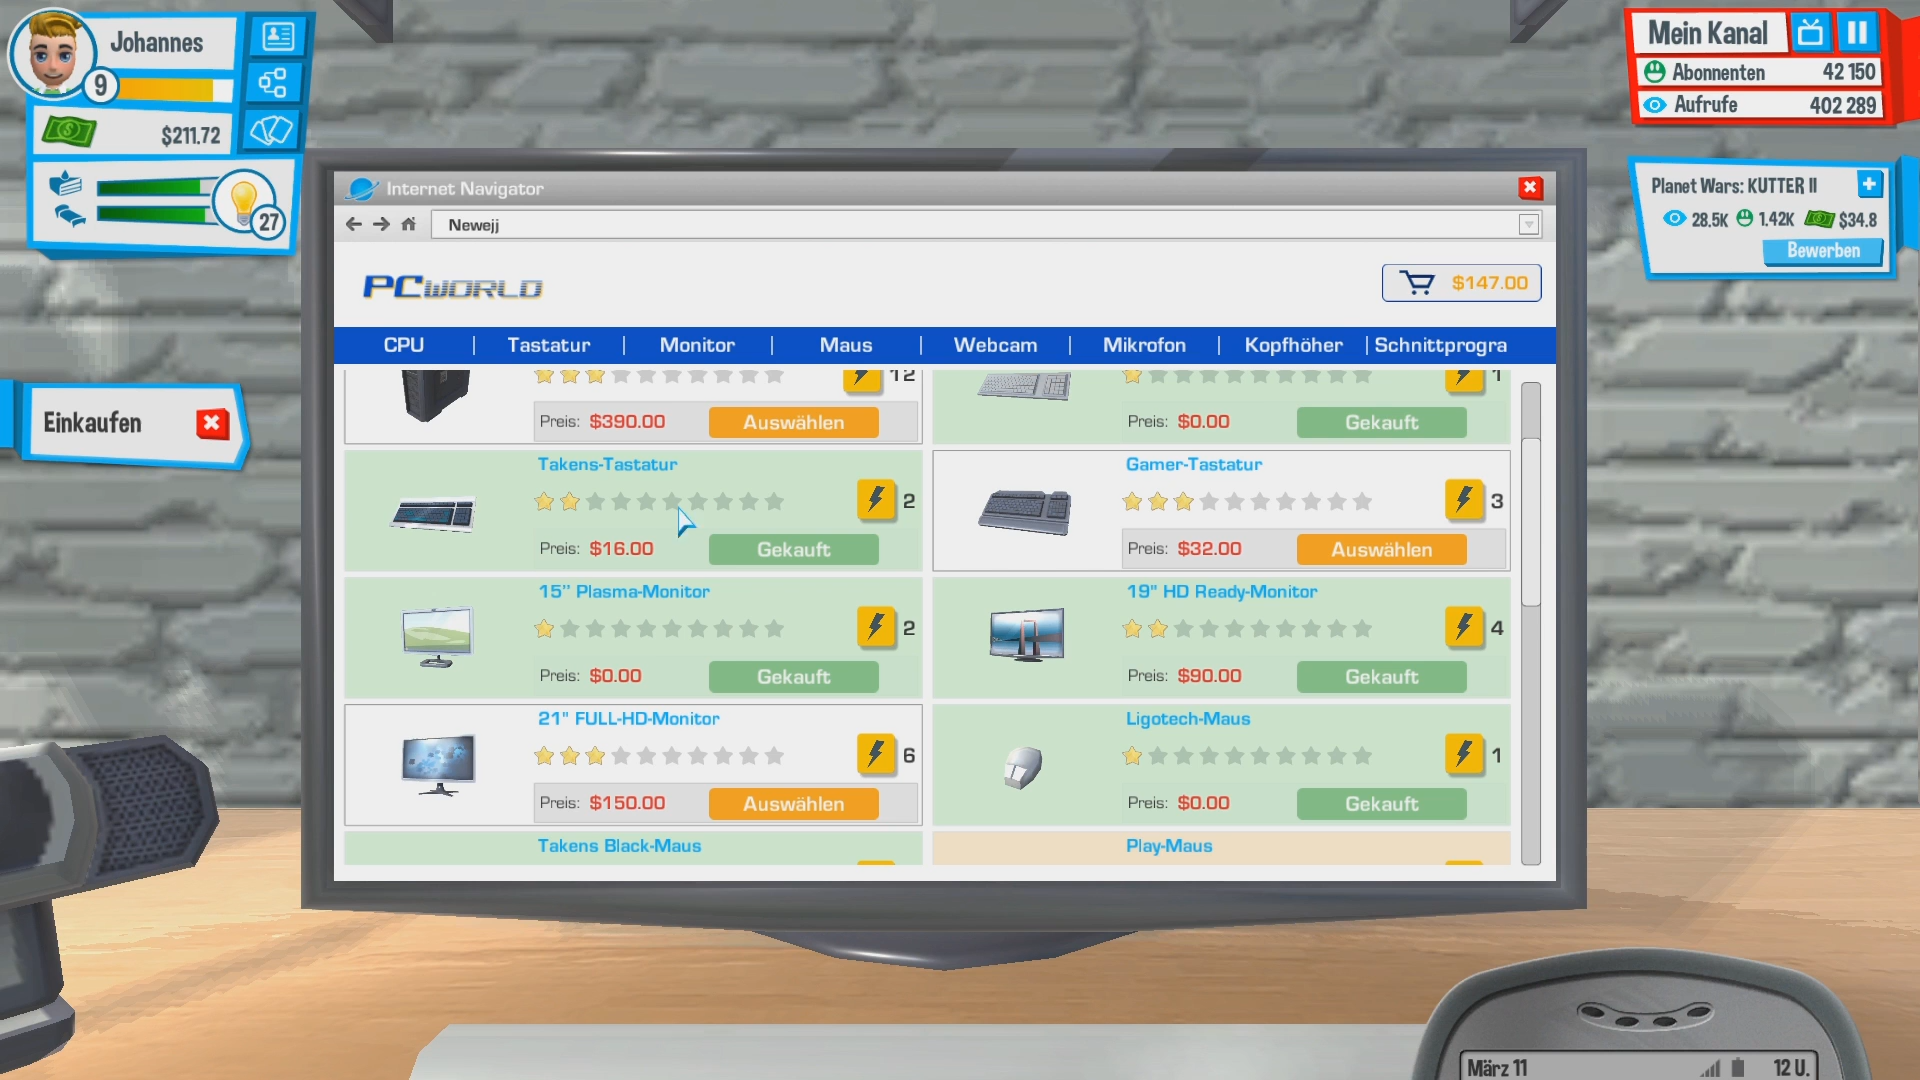 Johannes
9
$211.72
27
Mein Kanal
Abonnenten 42 150
Aufrufe 402 289
Planet Wars: KUTTER II
28.5K 1.42K $34.8
Bewerben
Einkaufen
Internet Navigator
Newejj
PCWORLD
$147.00
CPU | Tastatur | Monitor | Maus | Webcam | Mikrofon | Kopfhöher | Schnittprogra
12
1
Preis: $390.00 Auswählen
Preis: $0.00 Gekauft
Takens-Tastatur
2
Preis: $16.00 Gekauft
Gamer-Tastatur
3
Preis: $32.00 Auswählen
15'' Plasma-Monitor
2
Preis: $0.00 Gekauft
19" HD Ready-Monitor
4
Preis: $90.00 Gekauft
21" FULL-HD-Monitor
6
Preis: $150.00 Auswählen
Ligotech-Maus
1
Preis: $0.00 Gekauft
Takens Black-Maus
Play-Maus
März 11 12 U.